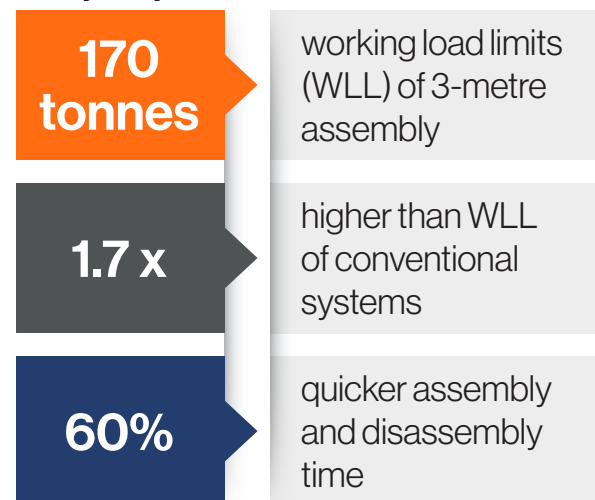 170
tonnes
working load limits
(WLL) of 3-metre
assembly
1.7 x
higher than WLL
of conventional
systems
60%
quicker assembly
and disassembly
time